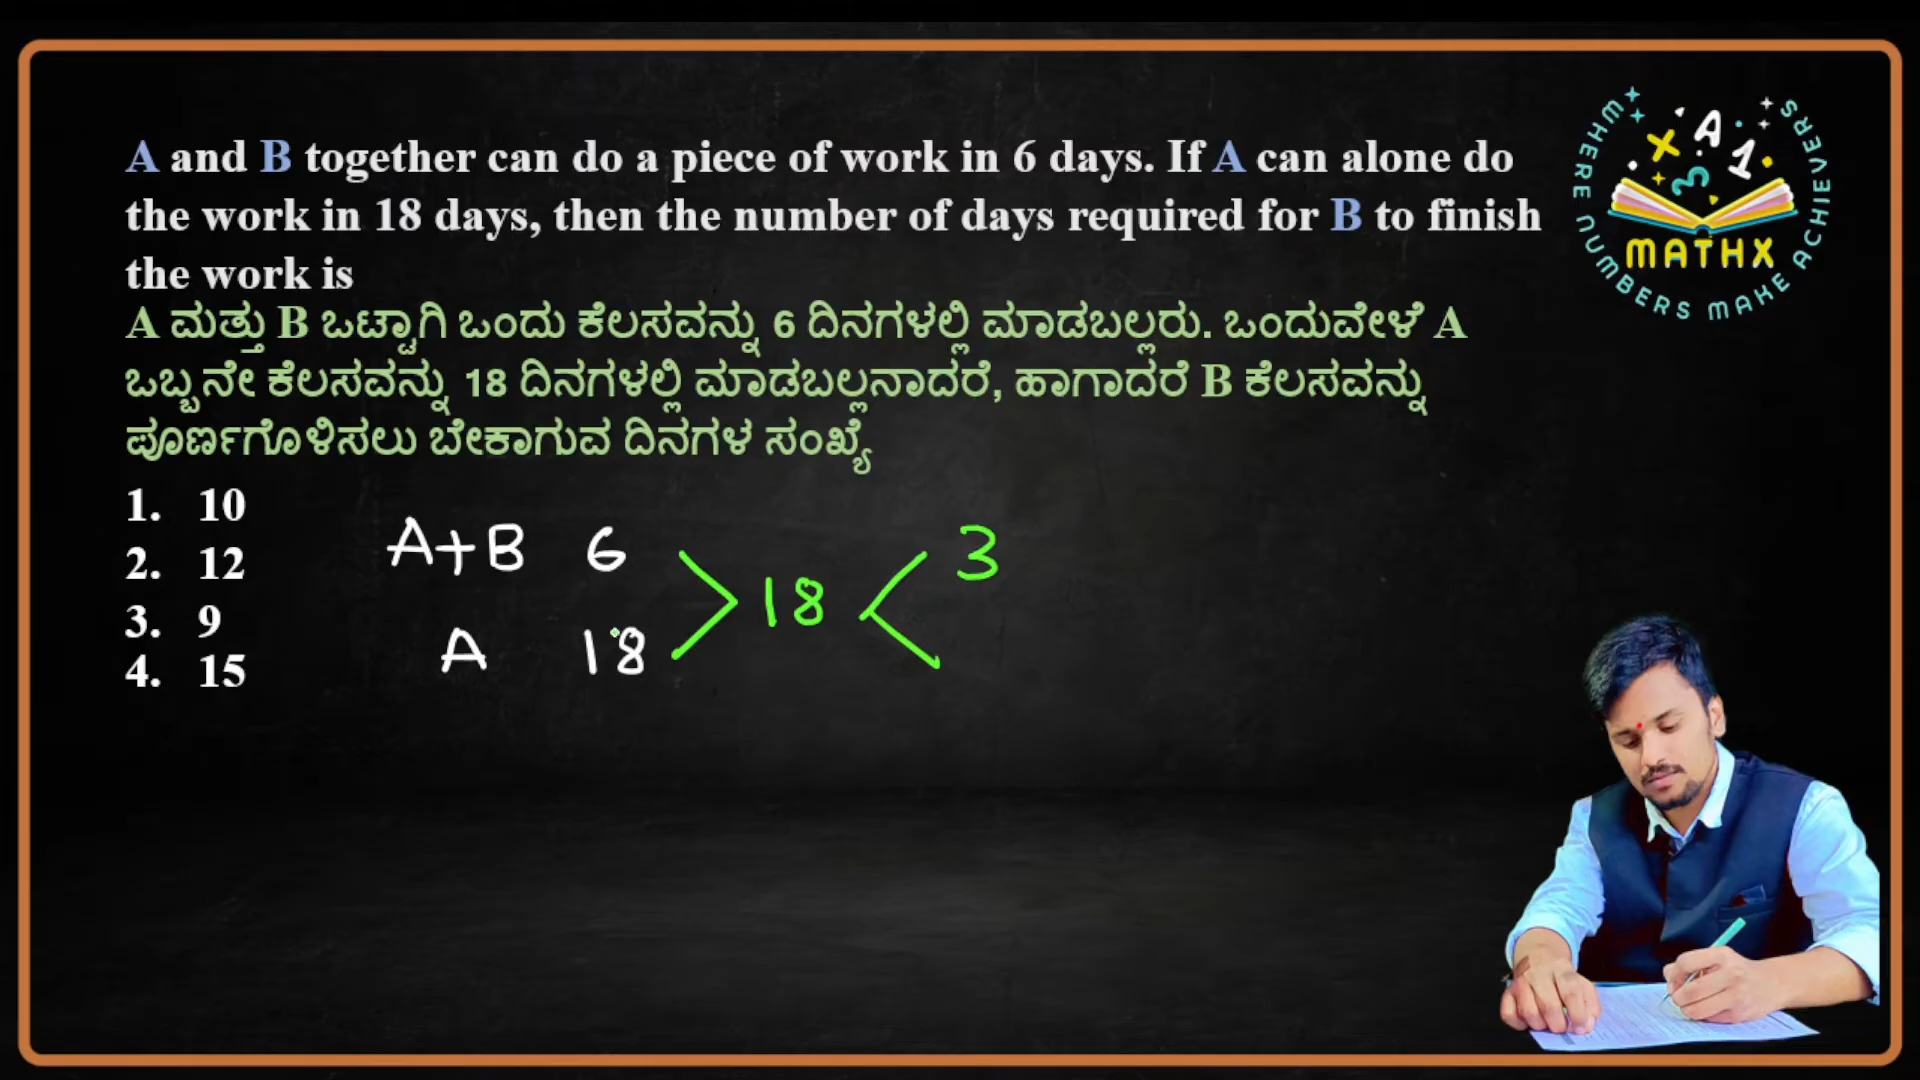 A and B together can do a piece of work in 6 days. If A can alone do
the work in 18 days, then the number of days required for B to finish
the work is
A ಮತ್ತು B ಒಟ್ಟಾಗಿ ಒಂದು ಕೆಲಸವನ್ನು 6 ದಿನಗಳಲ್ಲಿ ಮಾಡಬಲ್ಲರು. ಒಂದುವೇಳೆ A
ಒಬ್ಬನೇ ಕೆಲಸವನ್ನು 18 ದಿನಗಳಲ್ಲಿ ಮಾಡಬಲ್ಲನಾದರೆ, ಹಾಗಾದರೆ B ಕೆಲಸವನ್ನು
ಪೂರ್ಣಗೊಳಿಸಲು ಬೇಕಾಗುವ ದಿನಗಳ ಸಂಖ್ಯೆ
1. 10
2. 12
3. 9
4. 15
A+B 6
A 18
18
3
WHERE NUMBERS MAKE ACHIEVERS
MATHX